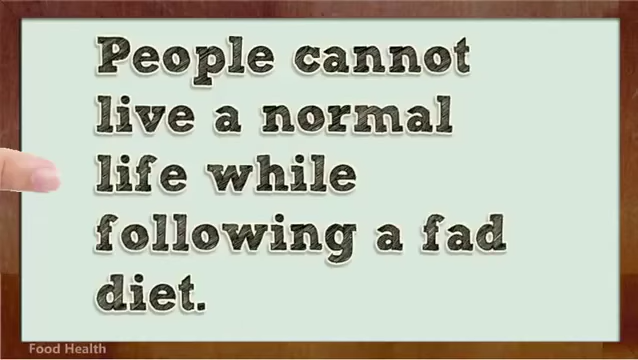 People cannot
live a normal
life while
following a fad
diet.
Food Health